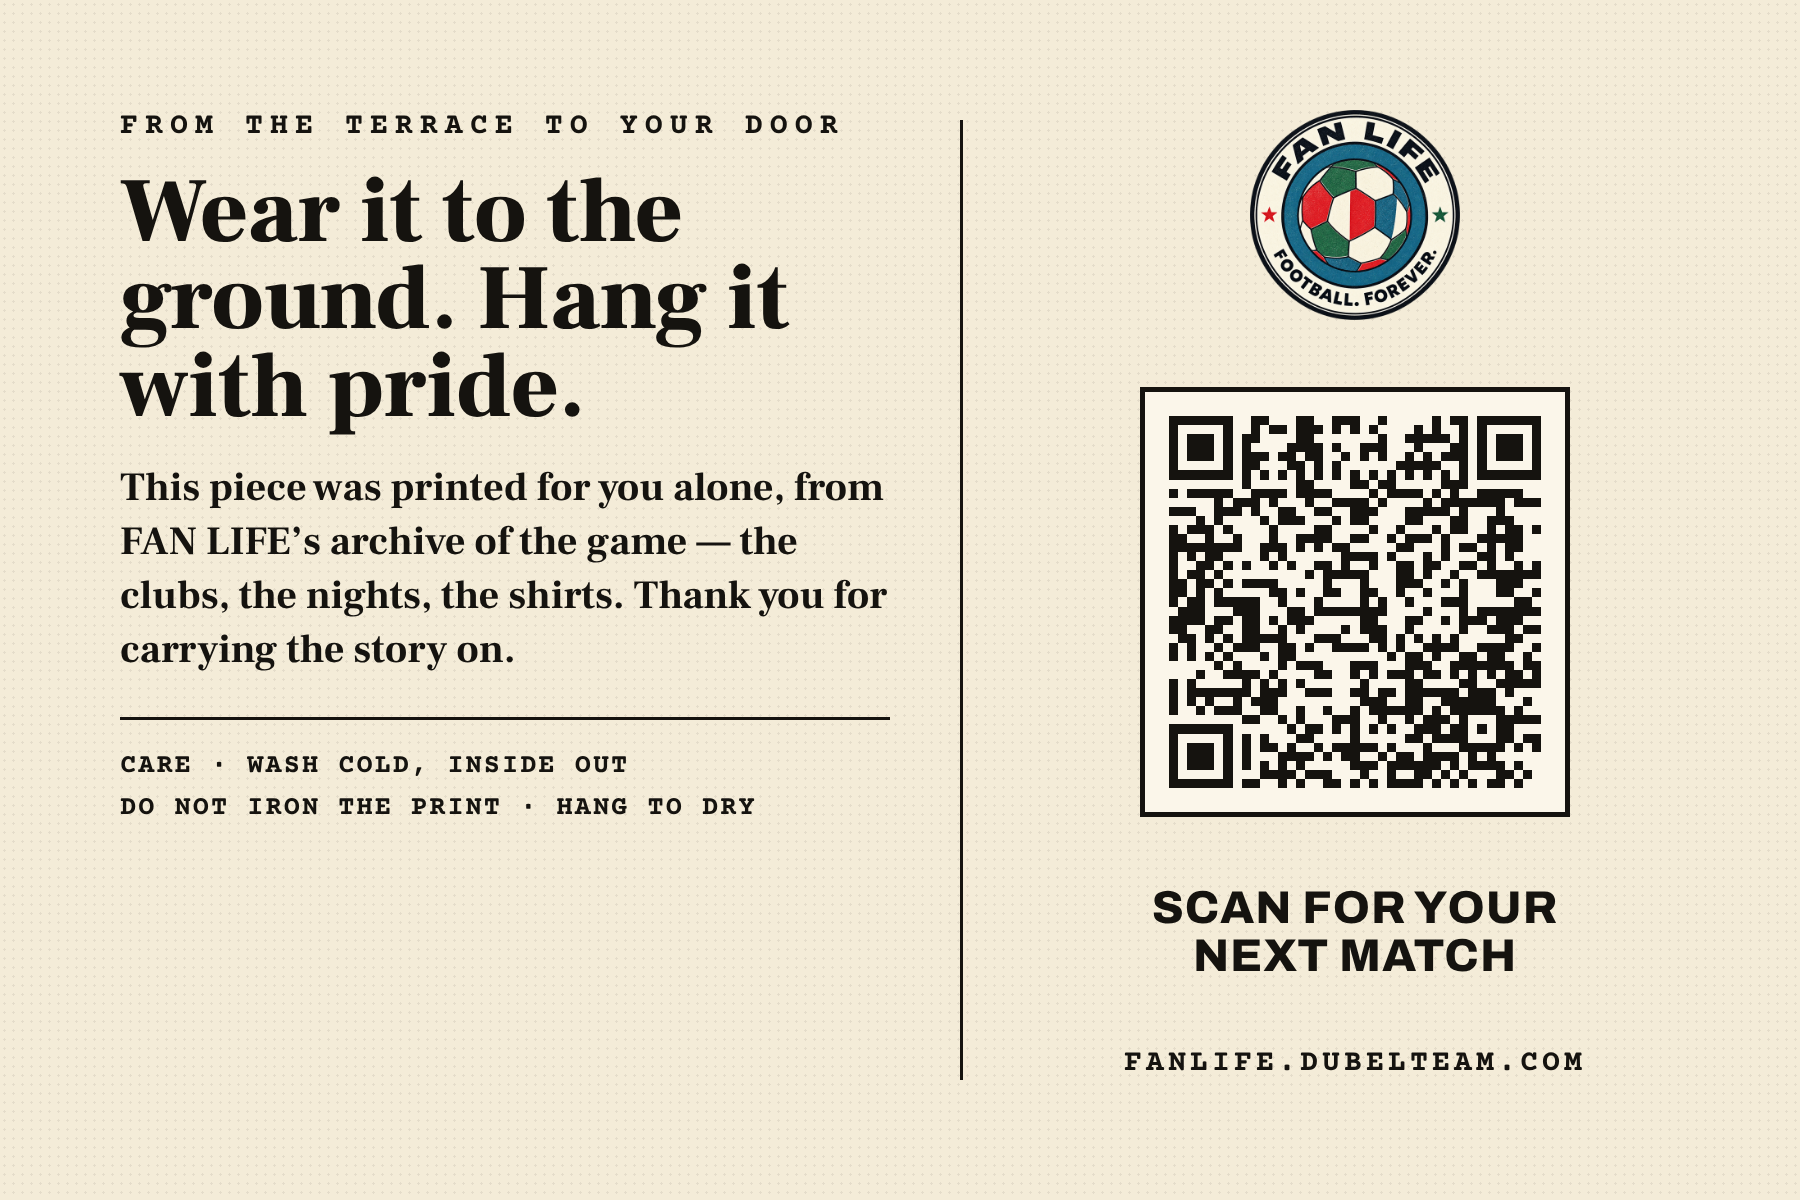 FROM THE TERRACE TO YOUR DOOR
Wear it to the
ground. Hang it
with pride.
This piece was printed for you alone, from
FAN LIFE’s archive of the game — the
clubs, the nights, the shirts. Thank you for
carrying the story on.
CARE · WASH COLD, INSIDE OUT
DO NOT IRON THE PRINT · HANG TO DRY
FAN LIFE
FOOTBALL. FOREVER.
SCAN FOR YOUR
NEXT MATCH
FANLIFE.DUBELTEAM.COM